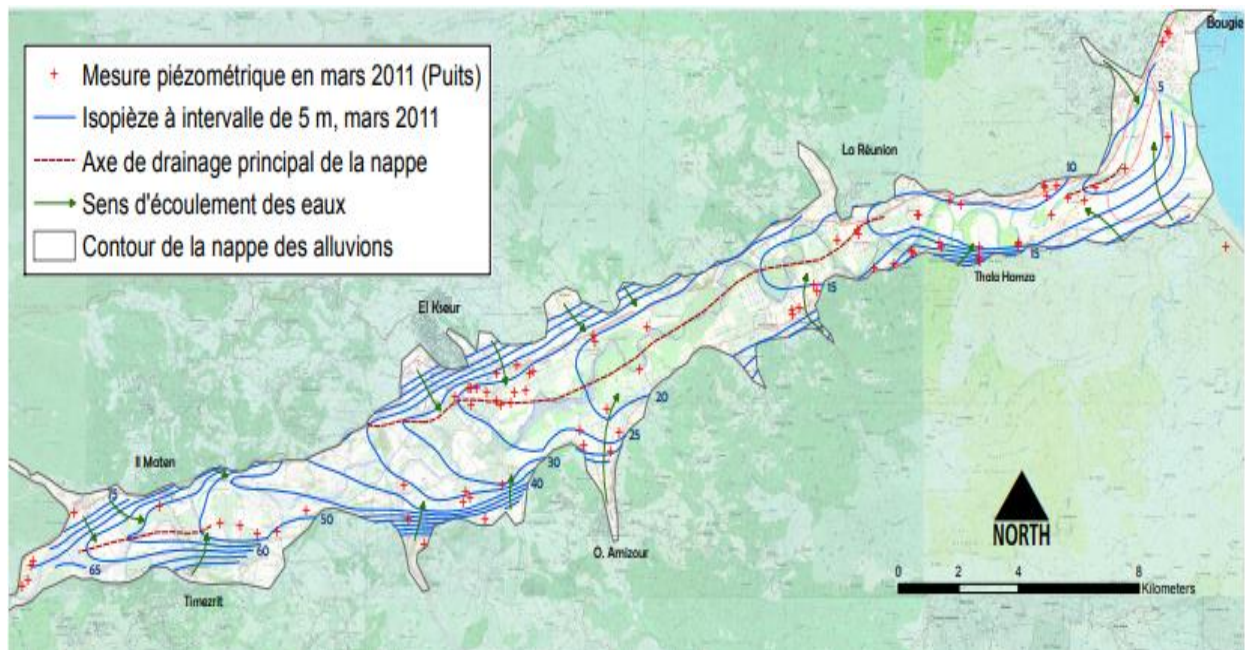 Mesure piézométrique en mars 2011 (Puits)
Isopièze à intervalle de 5 m, mars 2011
Axe de drainage principal de la nappe
Sens d'écoulement des eaux
Contour de la nappe des alluvions
Bougie
5
La Réunion
10
15
Thala Hamza
El Kseur
15
20
25
30
40
Il Maten
75
50
60
65
O. Amizour
Timezrit
NORTH
0 2 4 8
Kilometers